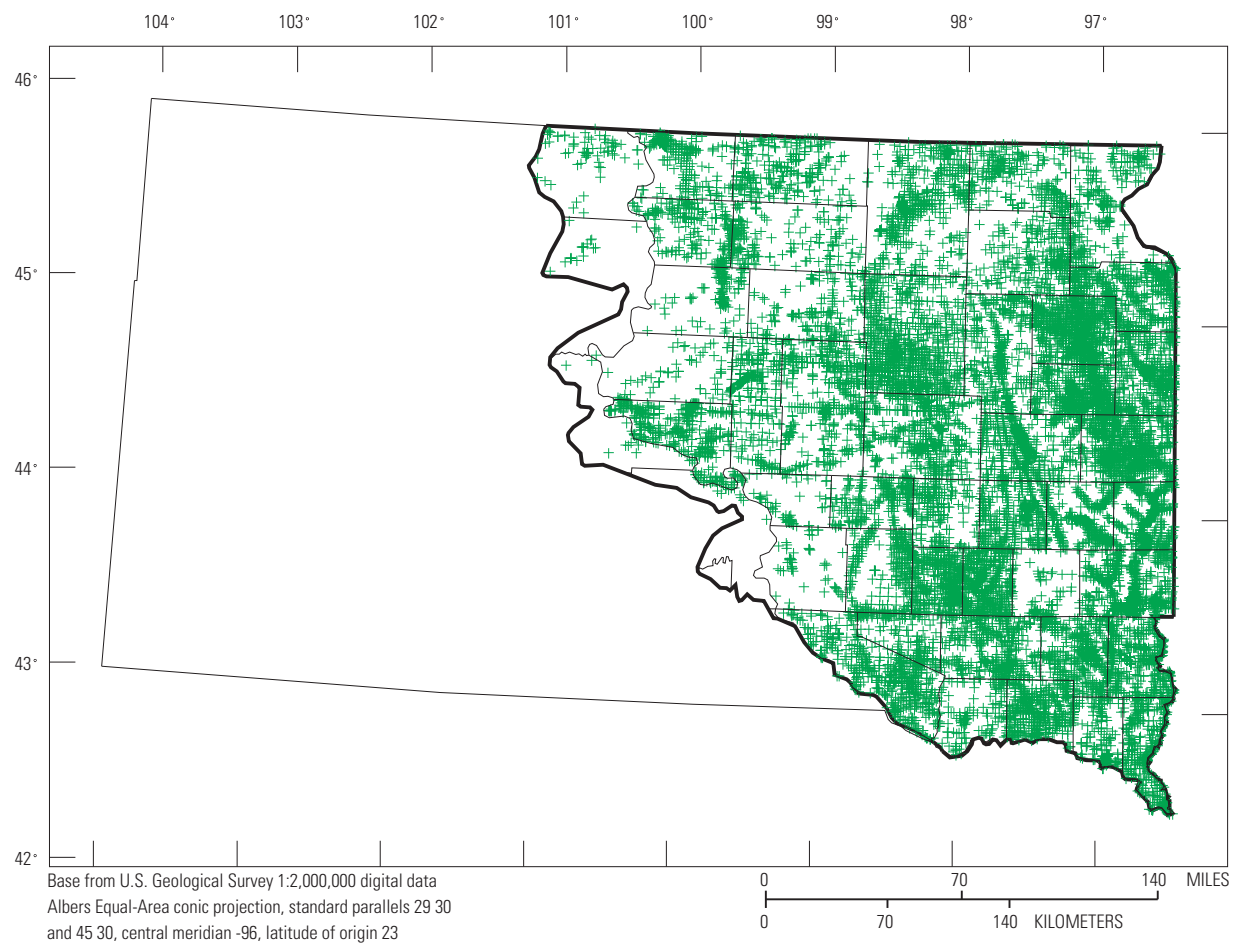 104° 103° 102° 101° 100° 99° 98° 97°
46°
45°
44°
43°
42°
Base from U.S. Geological Survey 1:2,000,000 digital data
Albers Equal-Area conic projection, standard parallels 29 30
and 45 30, central meridian -96, latitude of origin 23
0 70 140 MILES
0 70 140 KILOMETERS